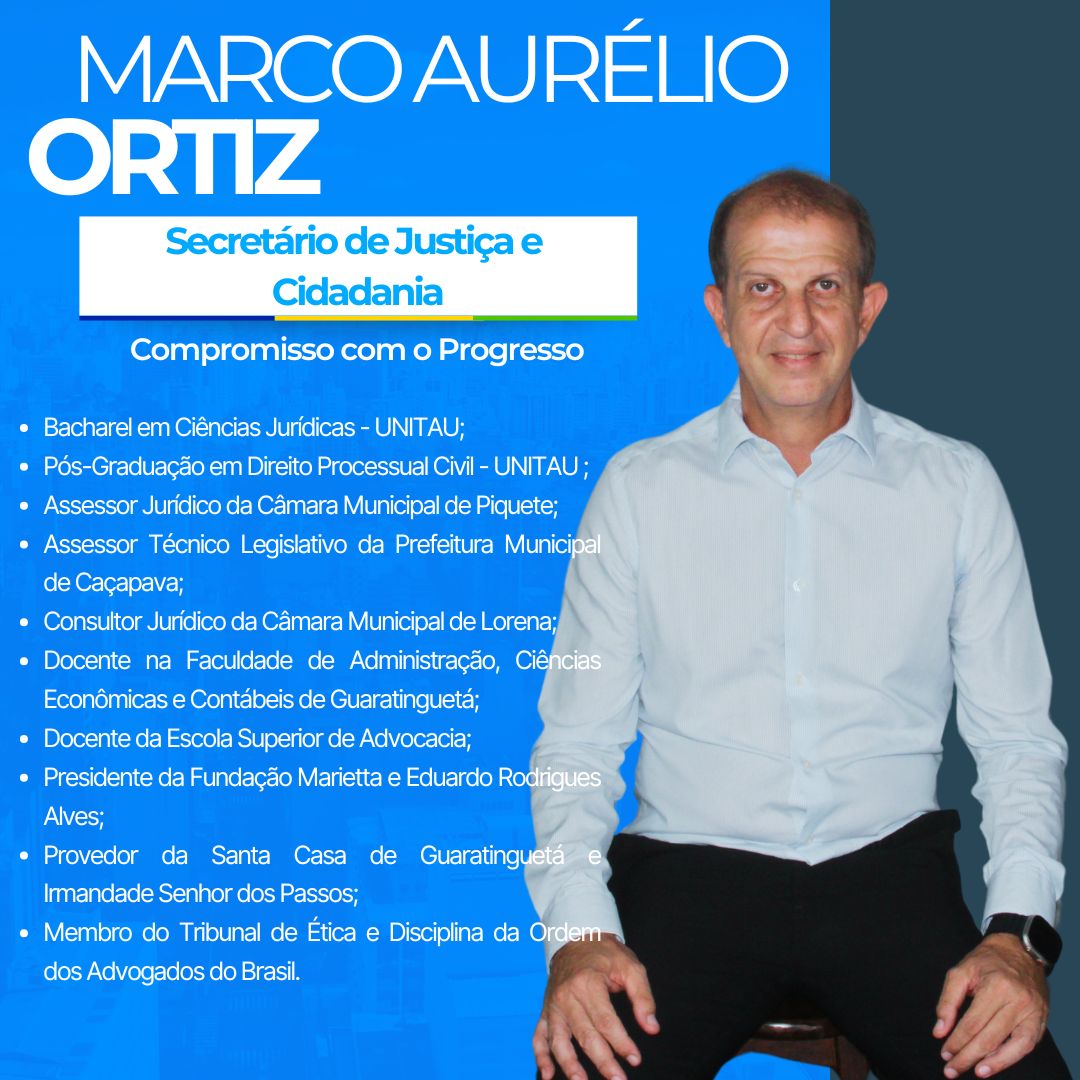 MARCO AURÉLIO
ORTIZ
Secretário de Justiça e
Cidadania
Compromisso com o Progresso
• Bacharel em Ciências Jurídicas - UNITAU;
• Pós-Graduação em Direito Processual Civil - UNITAU ;
• Assessor Jurídico da Câmara Municipal de Piquete;
• Assessor Técnico Legislativo da Prefeitura Municipal
de Caçapava;
• Consultor Jurídico da Câmara Municipal de Lorena;
• Docente na Faculdade de Administração, Ciências
Econômicas e Contábeis de Guaratinguetá;
• Docente da Escola Superior de Advocacia;
• Presidente da Fundação Marietta e Eduardo Rodrigues
Alves;
• Provedor da Santa Casa de Guaratinguetá e
Irmandade Senhor dos Passos;
• Membro do Tribunal de Ética e Disciplina da Ordem
dos Advogados do Brasil.